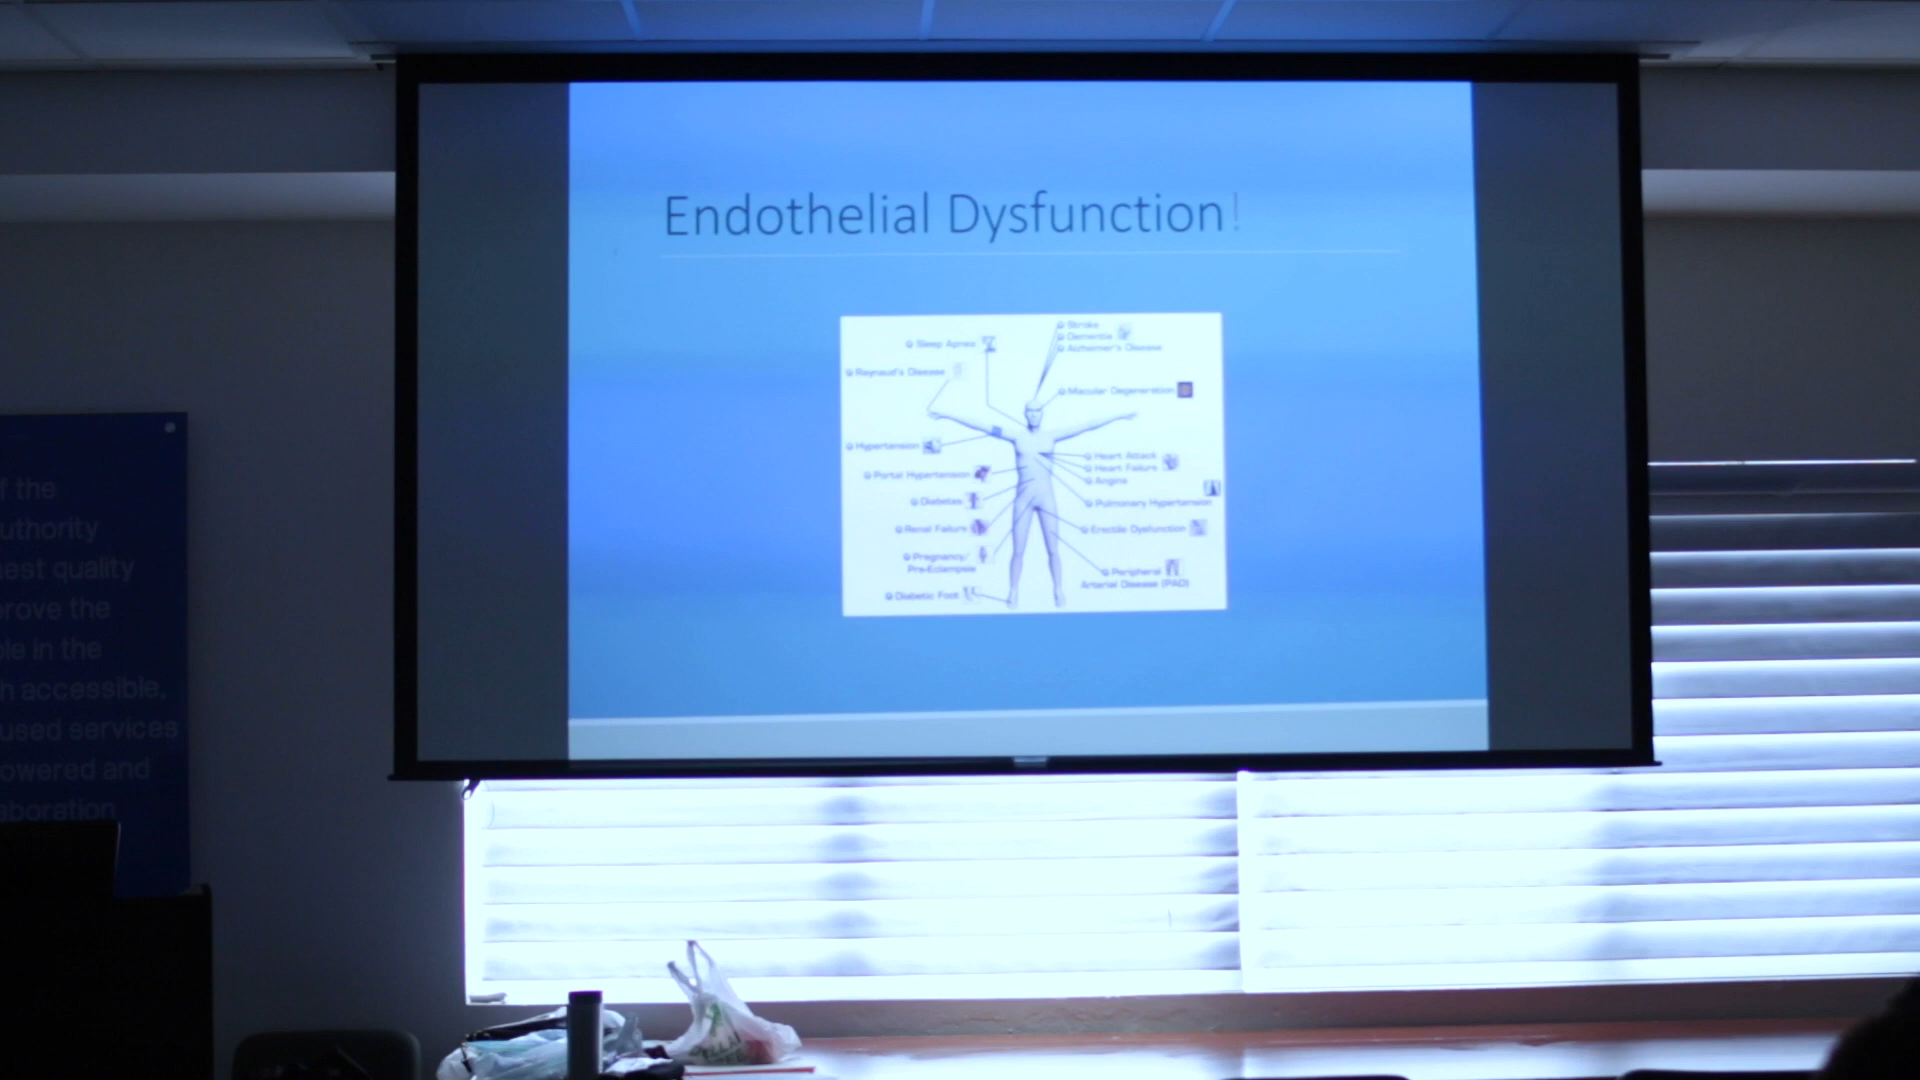 Endothelial Dysfunction!
Sleep Apnea
Raynaud's Disease
Hypertension
Portal Hypertension
Diabetes
Renal Failure
Pregnancy/
Pre-Eclampsia
Diabetic Foot
Stroke
Dementia
Alzheimer's Disease
Macular Degeneration
Heart Attack
Heart Failure
Angina
Pulmonary Hypertension
Erectile Dysfunction
Peripheral
Arterial Disease (PAD)
f the
uthority
est quality
rove the
le in the
h accessible,
used services
owered and
aboration